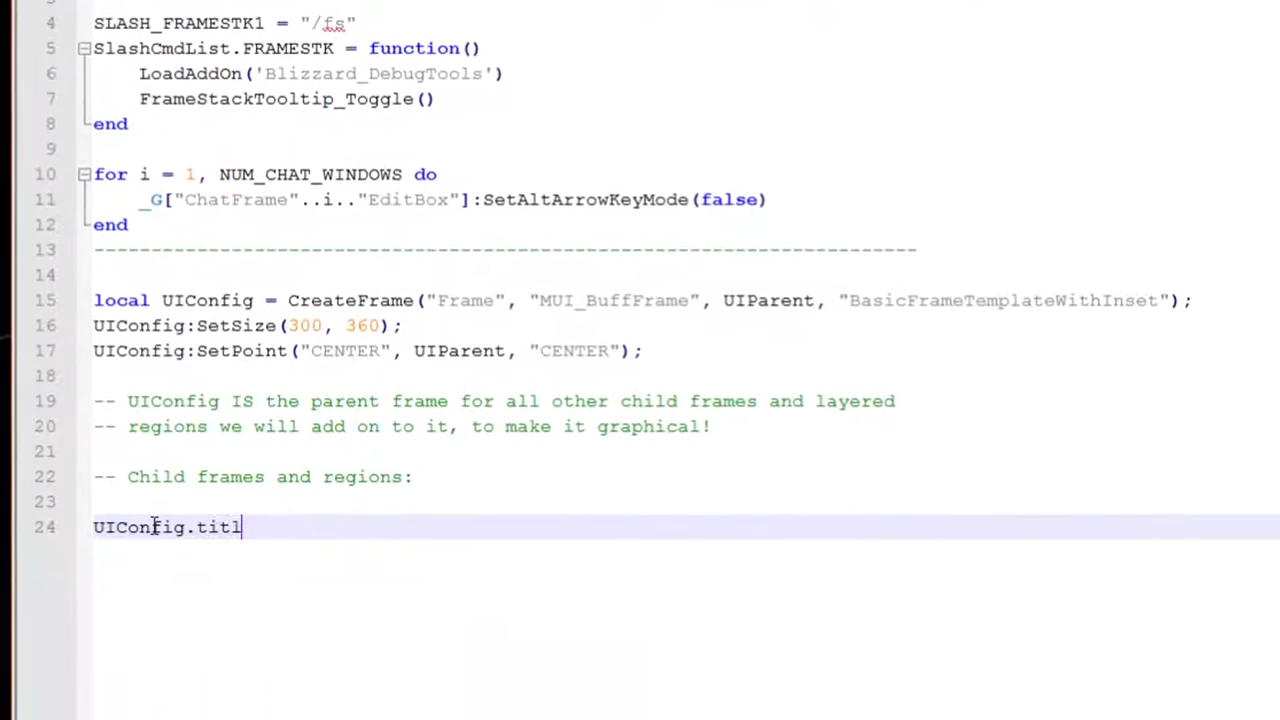 4 SLASH_FRAMESTK1 = "/fs"
5 SlashCmdList.FRAMESTK = function()
6 LoadAddOn('Blizzard_DebugTools')
7 FrameStackTooltip_Toggle()
8 end
9
10 for i = 1, NUM_CHAT_WINDOWS do
11 _G["ChatFrame"..i.."EditBox"]:SetAltArrowKeyMode(false)
12 end
13 ------------------------------------------------------------------------
14
15 local UIConfig = CreateFrame("Frame", "MUI_BuffFrame", UIParent, "BasicFrameTemplateWithInset");
16 UIConfig:SetSize(300, 360);
17 UIConfig:SetPoint("CENTER", UIParent, "CENTER");
18
19 -- UIConfig IS the parent frame for all other child frames and layered
20 -- regions we will add on to it, to make it graphical!
21
22 -- Child frames and regions:
23
24 UIConfig.titl